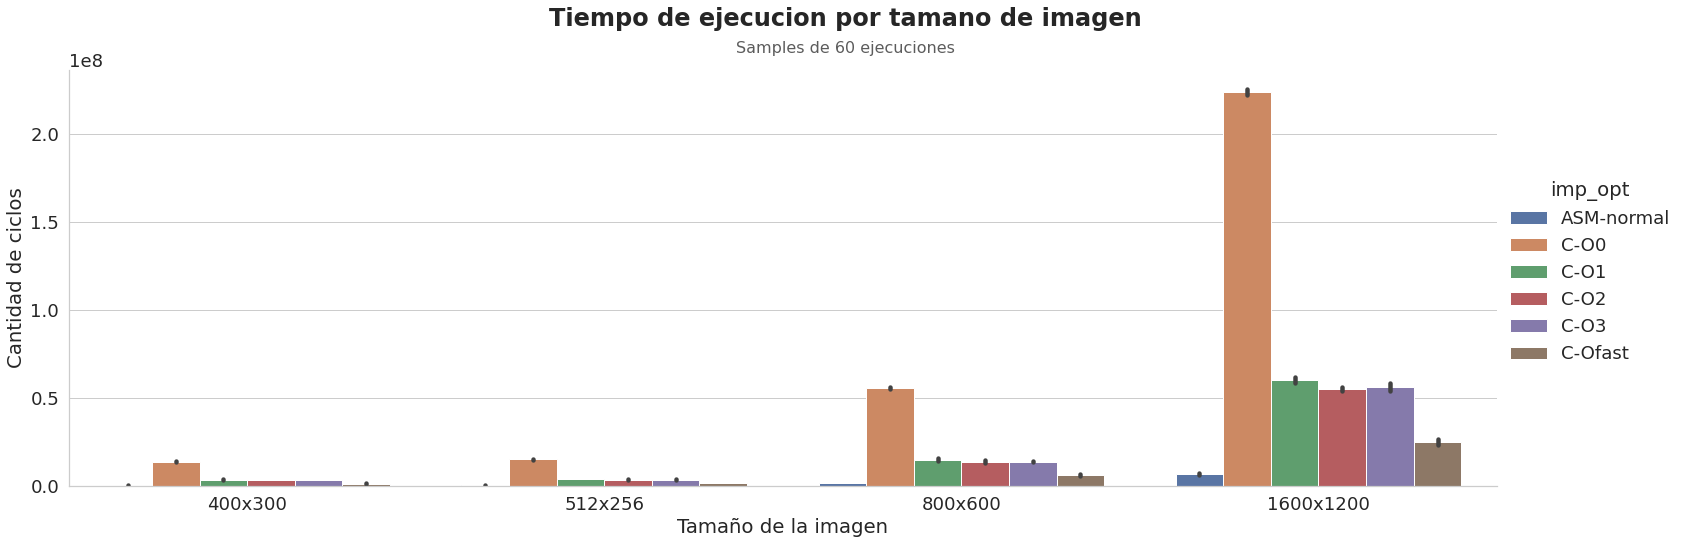 Tiempo de ejecucion por tamano de imagen
Samples de 60 ejecuciones
1e8
2.0
1.5
1.0
0.5
0.0
Cantidad de ciclos
400x300
512x256
800x600
1600x1200
Tamaño de la imagen
imp_opt
ASM-normal
C-O0
C-O1
C-O2
C-O3
C-Ofast